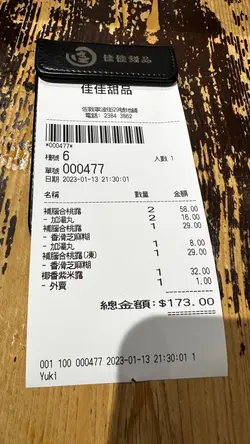 佳佳甜品
佳佳甜品
佐敦寧波街29號地舖
電話: 2384 3862
*000477*
檯號 6 人數 1
單號 000477
日期 2023-01-13 21:30:01
名稱 數量 金額
補腦合桃露 2 58.00
- 加湯丸 2 16.00
補腦合桃露 1 29.00
- 香滑芝麻糊
- 加湯丸 1 8.00
補腦合桃露(凍) 1 29.00
- 香滑芝麻糊
椰香紫米露 1 32.00
- 外賣 1 1.00
總金額:$173.00
001 100 000477 2023-01-13 21:30:01 1
Yuki